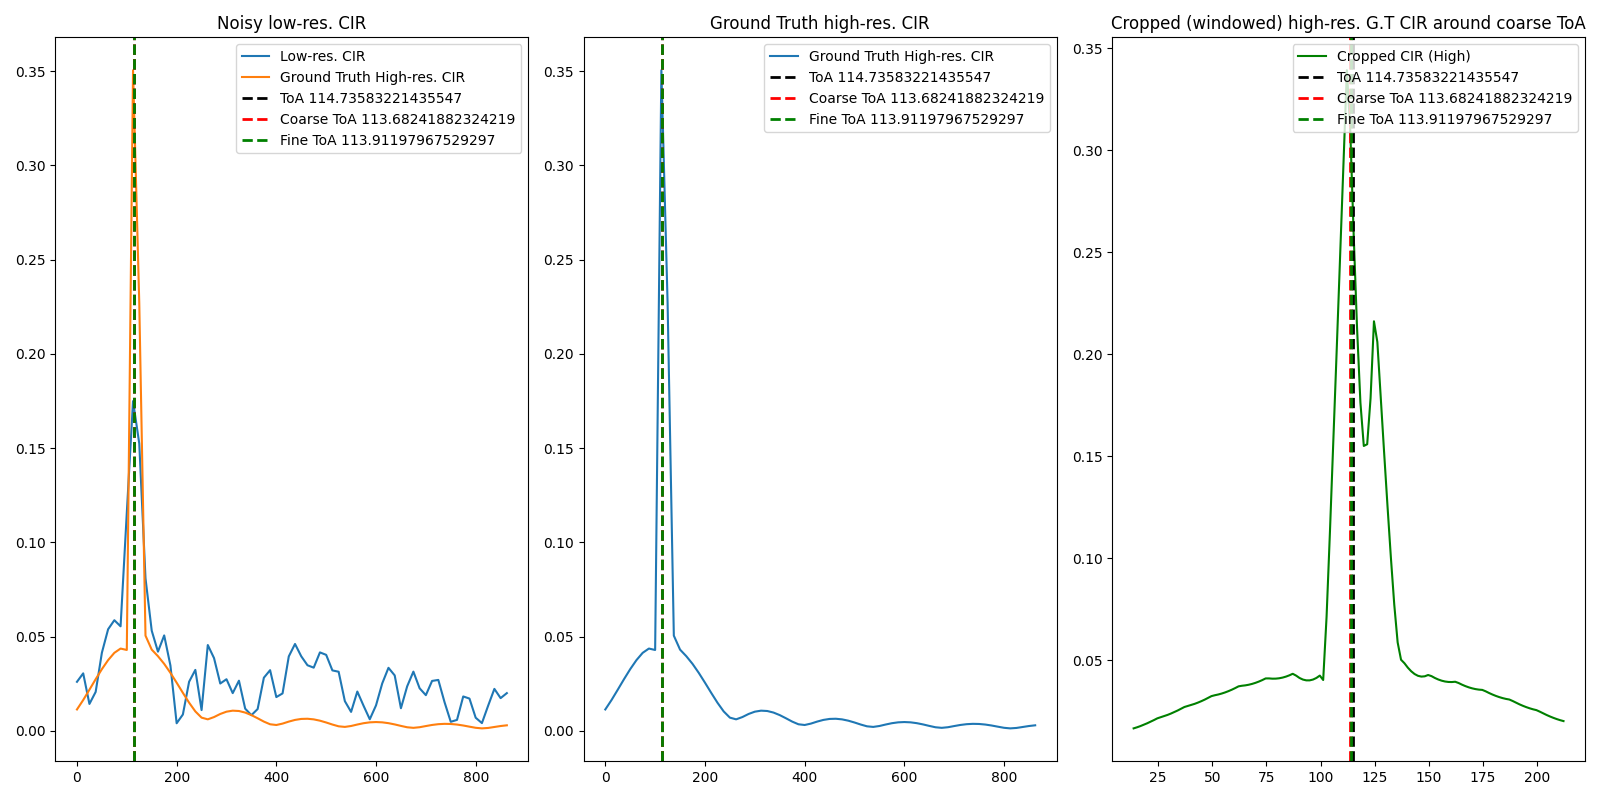 Noisy low-res. CIR
Low-res. CIR
Ground Truth High-res. CIR
ToA 114.73583221435547
Coarse ToA 113.68241882324219
Fine ToA 113.91197967529297
0.35
0.30
0.25
0.20
0.15
0.10
0.05
0.00
0
200
400
600
800
Ground Truth high-res. CIR
Ground Truth High-res. CIR
ToA 114.73583221435547
Coarse ToA 113.68241882324219
Fine ToA 113.91197967529297
0.35
0.30
0.25
0.20
0.15
0.10
0.05
0.00
0
200
400
600
800
Cropped (windowed) high-res. G.T CIR around coarse ToA
Cropped CIR (High)
ToA 114.73583221435547
Coarse ToA 113.68241882324219
Fine ToA 113.91197967529297
0.35
0.30
0.25
0.20
0.15
0.10
0.05
25
50
75
100
125
150
175
200